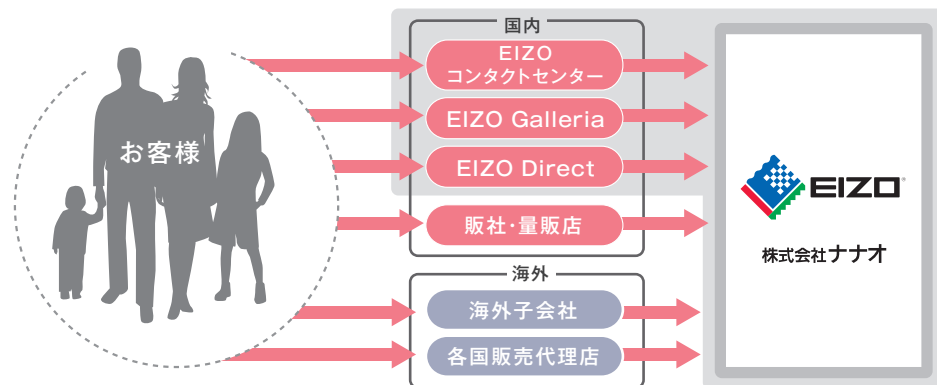 お客様
国内
EIZO
コンタクトセンター
EIZO Galleria
EIZO Direct
販社・量販店
海外
海外子会社
各国販売代理店
EIZO®
株式会社ナナオ